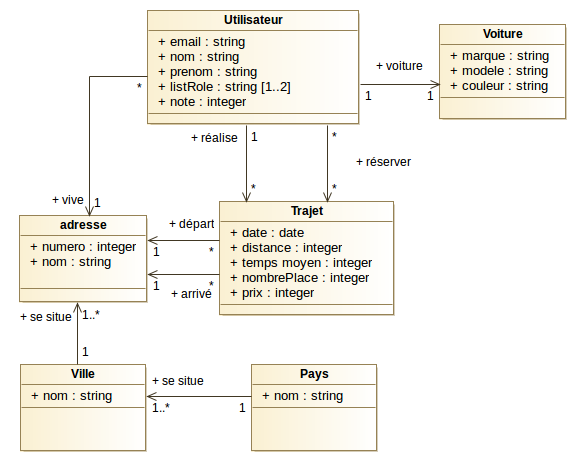 Utilisateur
+ email : string
+ nom : string
+ prenom : string
+ listRole : string [1..2]
+ note : integer
Voiture
+ marque : string
+ modele : string
+ couleur : string
+ voiture
1
1
*
+ vive
1
+ réalise
1
*
*
+ réserver
*
adresse
+ numero : integer
+ nom : string
+ départ
1
*
1
*
+ arrivé
Trajet
+ date : date
+ distance : integer
+ temps moyen : integer
+ nombrePlace : integer
+ prix : integer
+ se situe
1..*
1
Ville
+ nom : string
+ se situe
1..*
1
Pays
+ nom : string